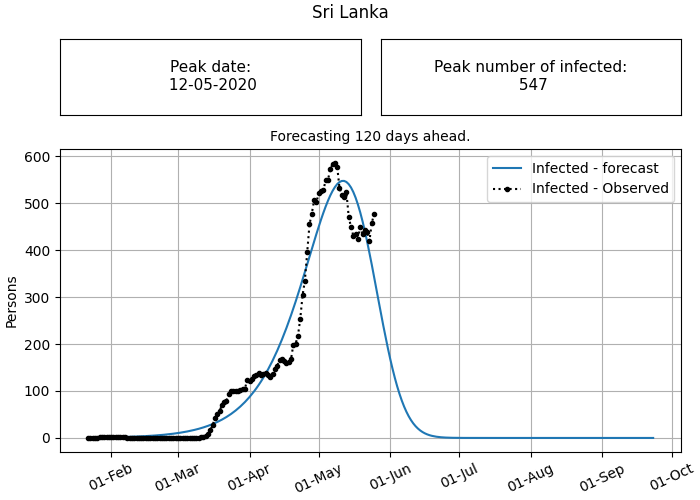 Sri Lanka
Peak date:
12-05-2020
Peak number of infected:
547
Forecasting 120 days ahead.
Infected - forecast
Infected - Observed
Persons
600
500
400
300
200
100
0
01-Feb
01-Mar
01-Apr
01-May
01-Jun
01-Jul
01-Aug
01-Sep
01-Oct